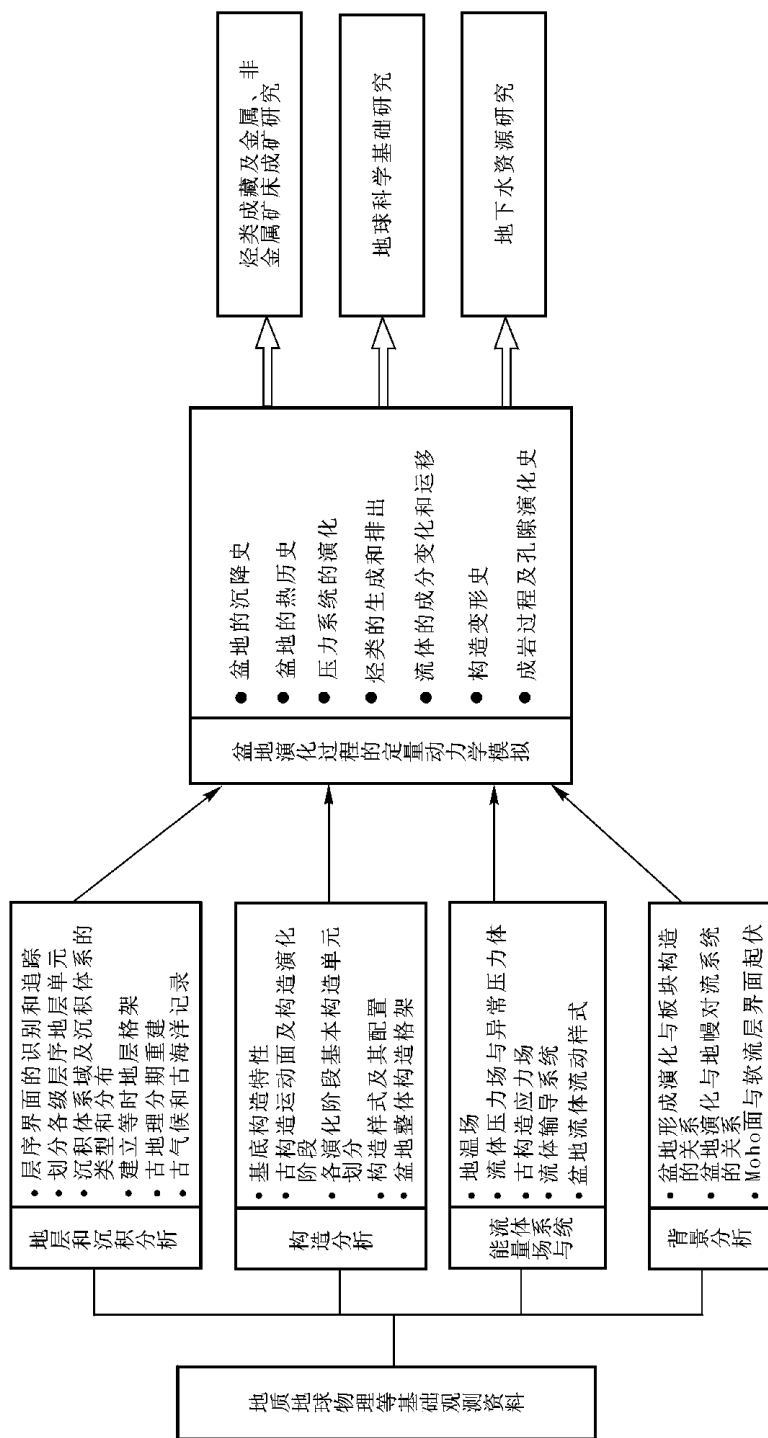 地质地球物理等基础观测资料
地层和
沉积分析
● 层序界面的识别和追踪
● 划分各级层序地层单元
● 沉积体系域及沉积体系的
类型和分布
● 建立等时地层格架
● 古地理分期重建
● 古气候和古海洋记录
构造
分析
● 基底构造特性
● 古构造运动面及构造演化
阶段
● 各演化阶段基本构造单元
划分
● 构造样式及其配置
● 盆地整体构造格架
能量场与
流体系统
● 地温场
● 流体压力场与异常压力体
● 古构造应力场
● 流体输导系统
● 盆地流体流动样式
背景
分析
● 盆地形成演化与板块构造
的关系
● 盆地演化与地幔对流系统
的关系
● Moho面与软流层界面起伏
盆地演化过程的定量动力学模拟
● 盆地的沉降史
● 盆地的热历史
● 压力系统的演化
● 烃类的生成和排出
● 流体的成分变化和运移
● 构造变形史
● 成岩过程及孔隙演化史
烃类成藏及金属、非
金属矿床成矿研究
地球科学基础研究
地下水资源研究